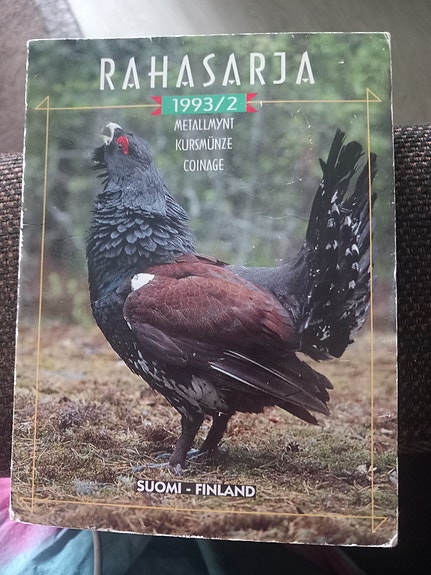 RAHASARJA
1993/2
METALLMYNT
KURSMÜNZE
COINAGE
SUOMI - FINLAND